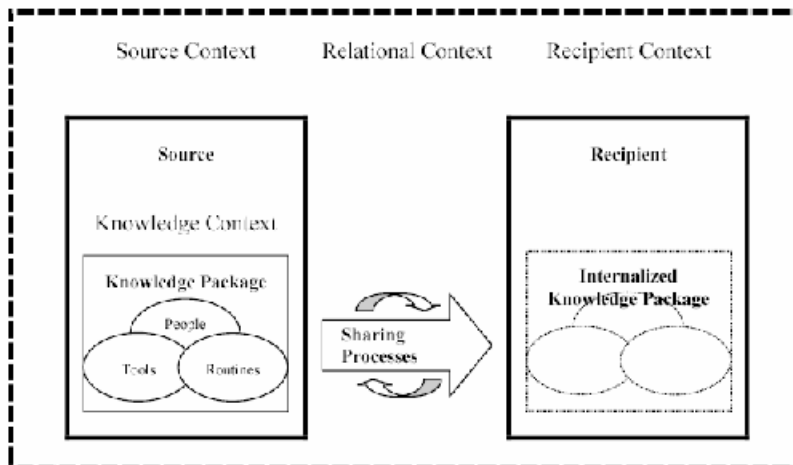 Source Context
Relational Context
Recipient Context
Source
Recipient
Knowledge Context
Knowledge Package
People
Tools
Routines
Sharing
Processes
Internalized
Knowledge Package